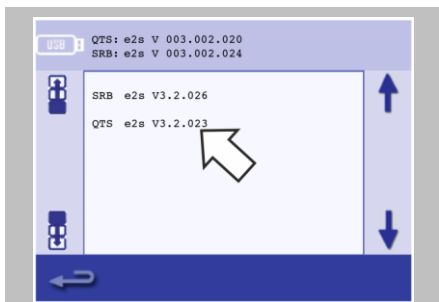 USB
QTS: e2s V 003.002.020
SRB: e2s V 003.002.024
SRB e2s V3.2.026
QTS e2s V3.2.023